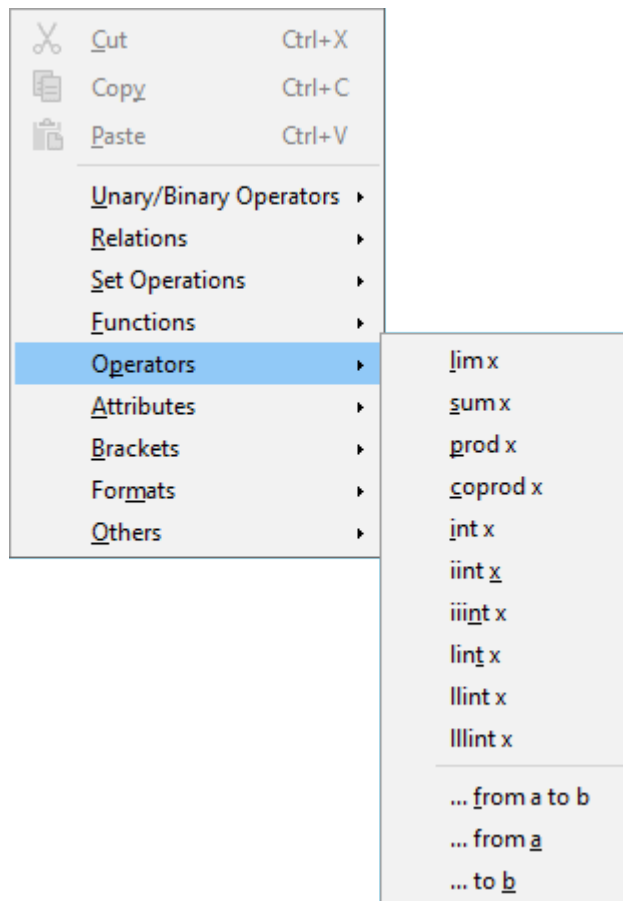 Cut Ctrl+X
Copy Ctrl+C
Paste Ctrl+V
Unary/Binary Operators
Relations
Set Operations
Functions
Operators
Attributes
Brackets
Formats
Others
lim x
sum x
prod x
coprod x
int x
iint x
iiint x
lint x
llint x
lllint x
... from a to b
... from a
... to b